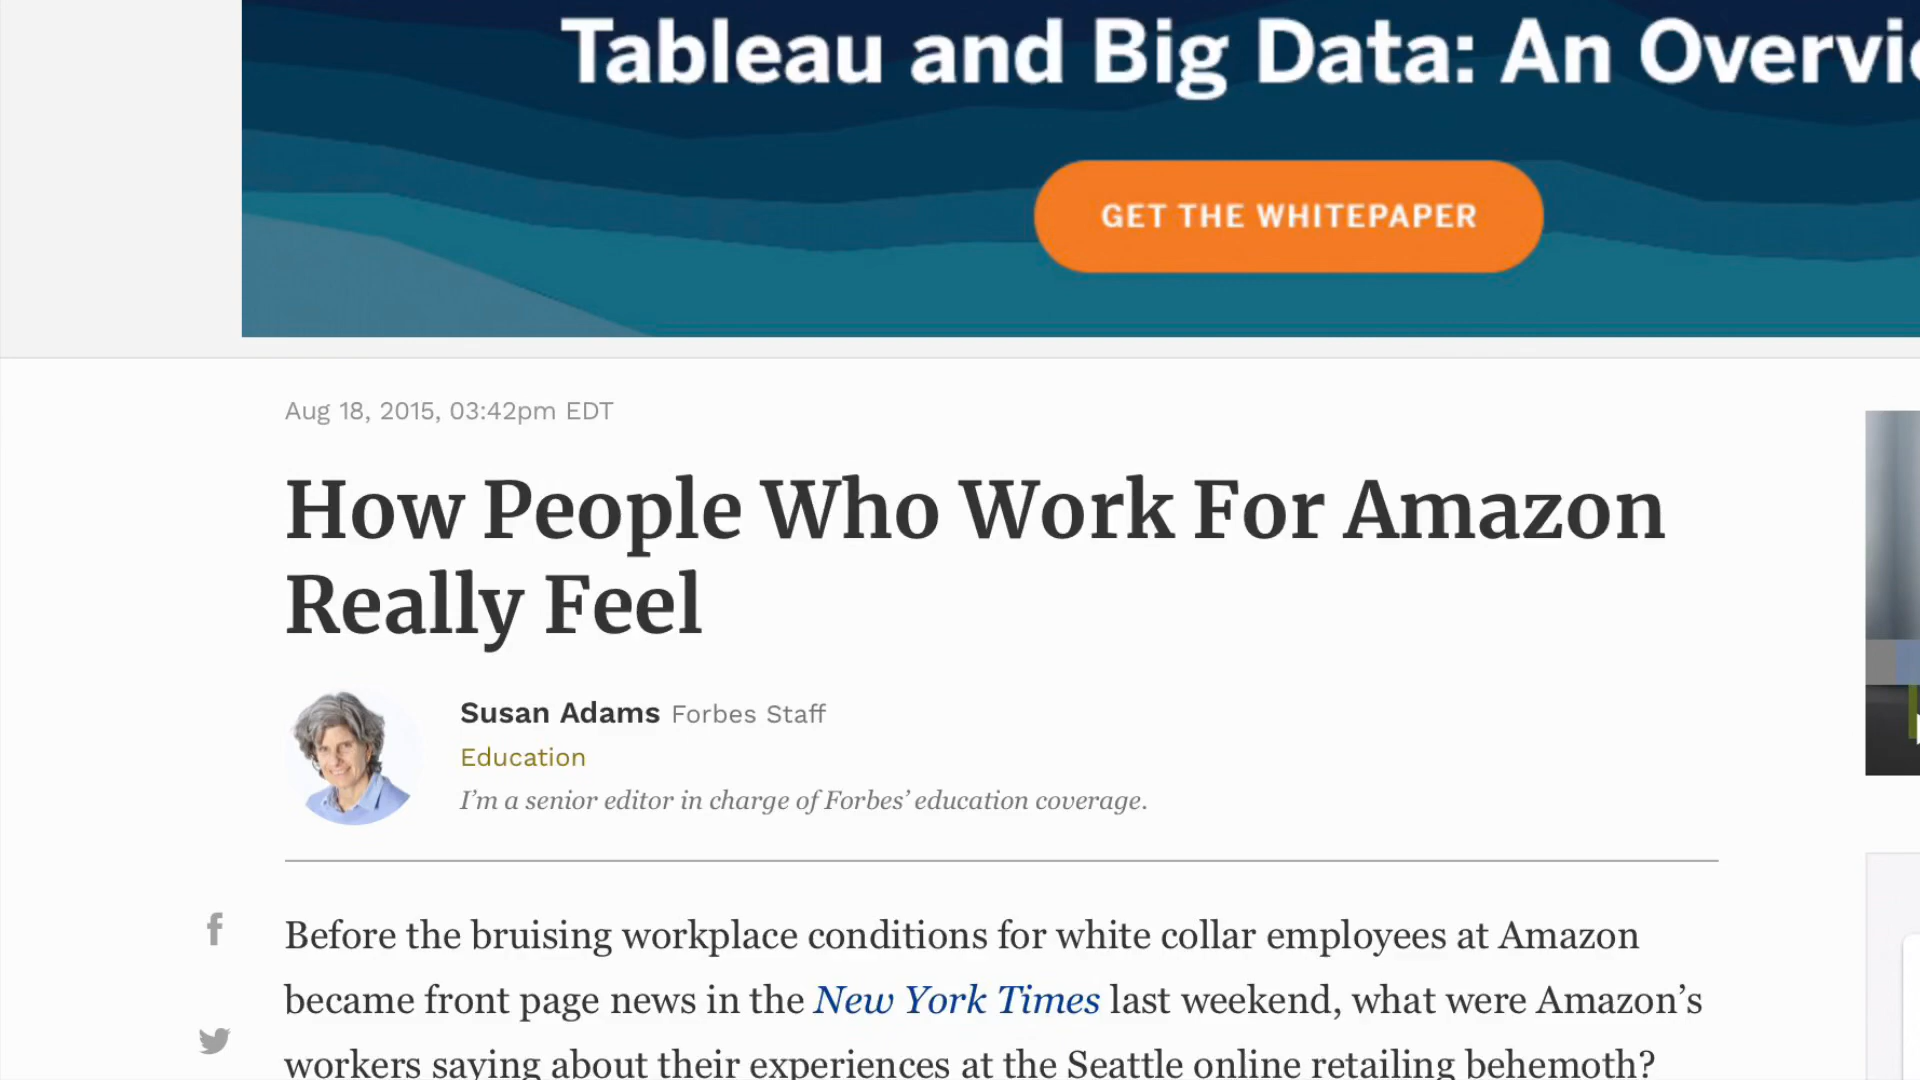 Tableau and Big Data: An
GET THE WHITEPAPER
Aug 18, 2015, 03:42pm EDT
How People Who Work For Amazon
Really Feel
Susan Adams Forbes Staff
Education
I'm a senior editor in charge of Forbes' education coverage.
Before the bruising workplace conditions for white collar employees at Amazon
became front page news in the New York Times last weekend, what were Amazon's
workers saying about their experiences at the Seattle online retailing behemoth?